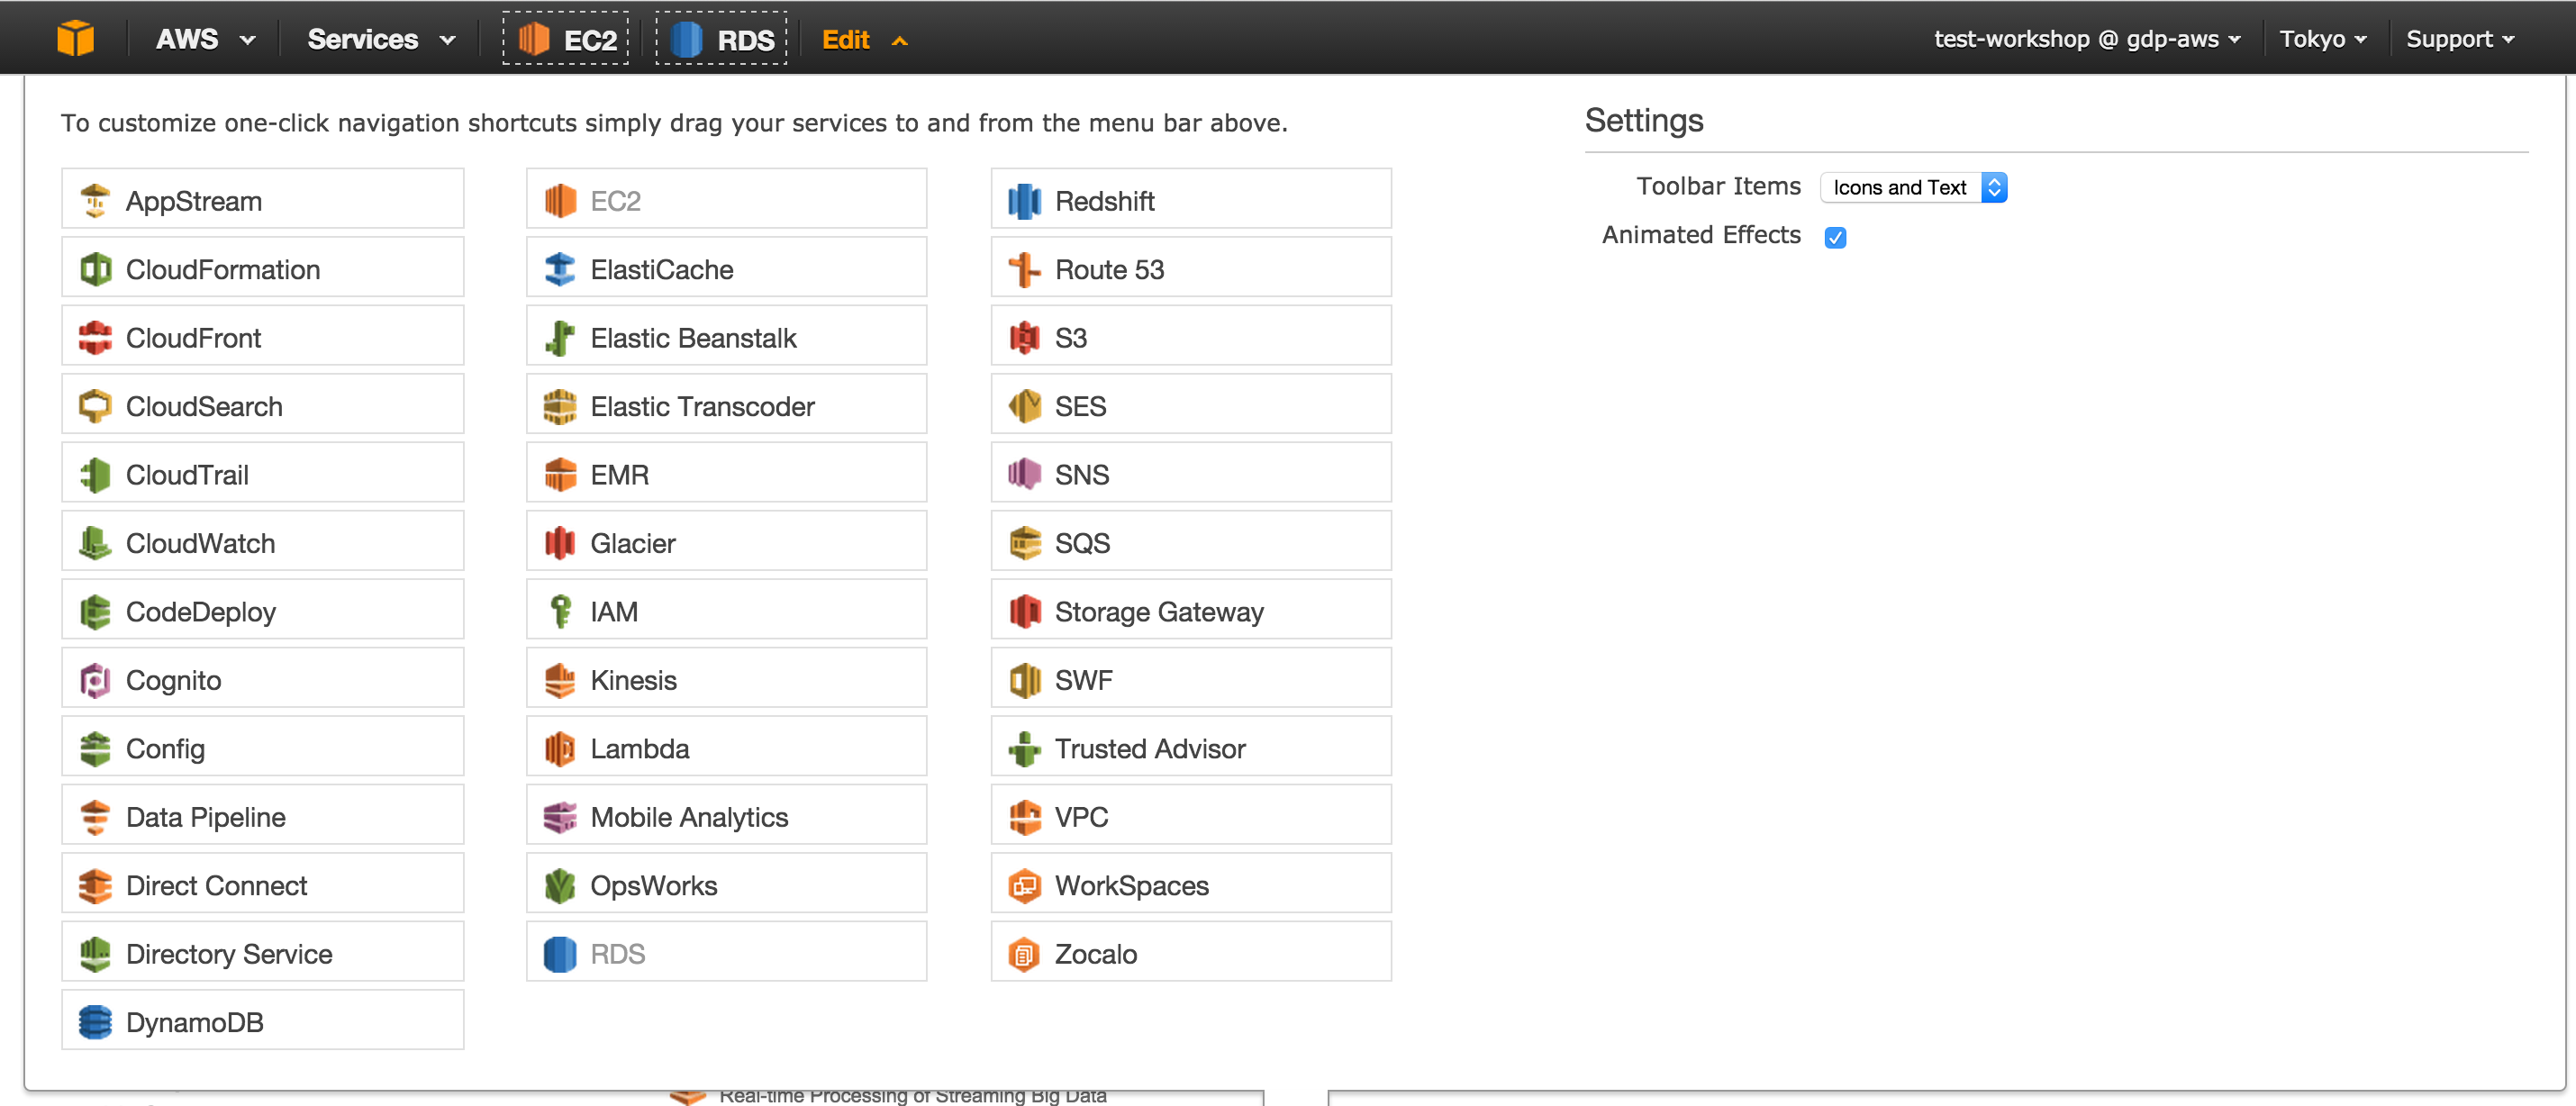 AWS Services EC2 RDS Edit test-workshop @ gdp-aws Tokyo Support
To customize one-click navigation shortcuts simply drag your services to and from the menu bar above.
AppStream
CloudFormation
CloudFront
CloudSearch
CloudTrail
CloudWatch
CodeDeploy
Cognito
Config
Data Pipeline
Direct Connect
Directory Service
DynamoDB
EC2
ElastiCache
Elastic Beanstalk
Elastic Transcoder
EMR
Glacier
IAM
Kinesis
Lambda
Mobile Analytics
OpsWorks
RDS
Redshift
Route 53
S3
SES
SNS
SQS
Storage Gateway
SWF
Trusted Advisor
VPC
WorkSpaces
Zocalo
Settings
Toolbar Items Icons and Text
Animated Effects
Real-time Processing of Streaming Big Data